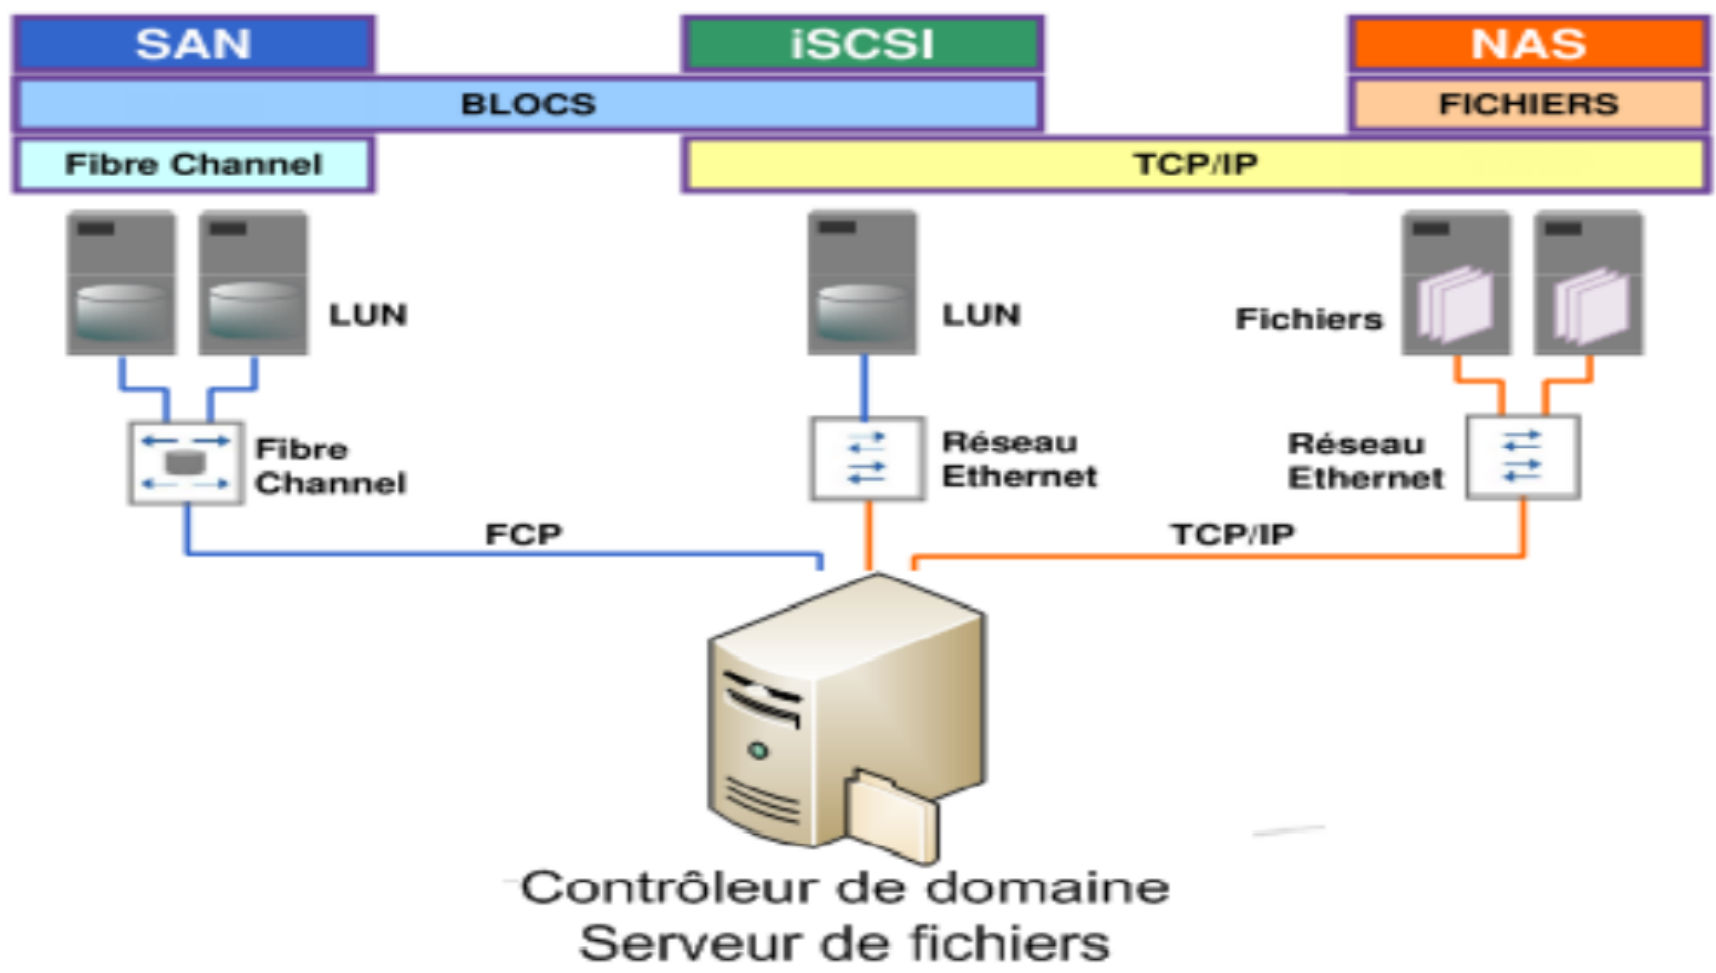 SAN
iSCSI
NAS
BLOCS
FICHIERS
Fibre Channel
TCP/IP
LUN
LUN
Fichiers
Fibre
Channel
Réseau
Ethernet
Réseau
Ethernet
FCP
TCP/IP
Contrôleur de domaine
Serveur de fichiers